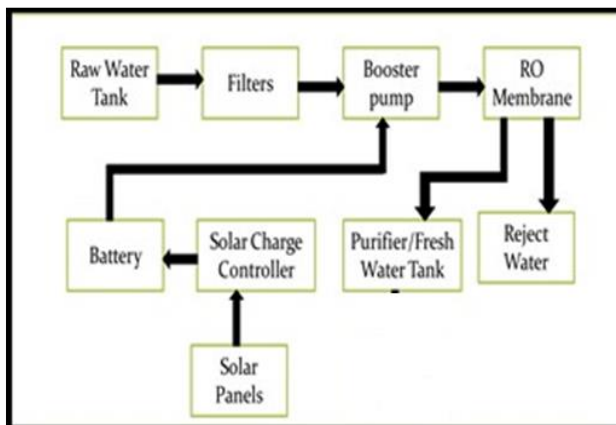 Raw Water
Tank
Filters
Booster
pump
RO
Membrane
Battery
Solar Charge
Controller
Purifier/Fresh
Water Tank
Reject
Water
Solar
Panels